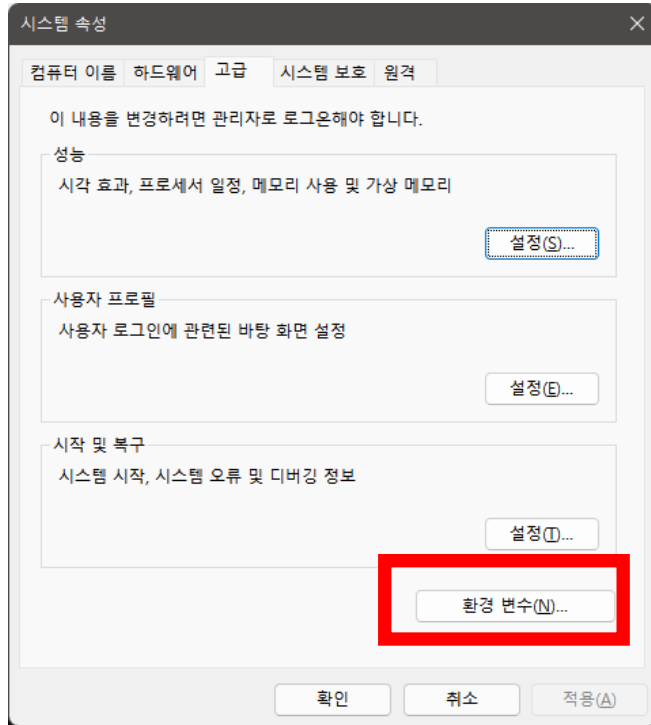 시스템 속성
컴퓨터 이름 하드웨어 고급 시스템 보호 원격
이 내용을 변경하려면 관리자로 로그온해야 합니다.
성능
시각 효과, 프로세서 일정, 메모리 사용 및 가상 메모리
설정(S)...
사용자 프로필
사용자 로그인에 관련된 바탕 화면 설정
설정(E)...
시작 및 복구
시스템 시작, 시스템 오류 및 디버깅 정보
설정(T)...
환경 변수(N)...
확인 취소 적용(A)